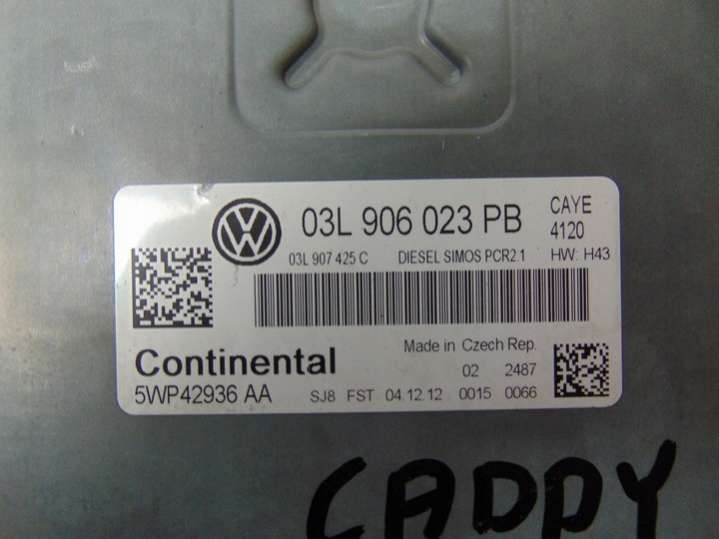 03L 906 023 PB
CAYE
4120
03L 907 425 C DIESEL SIMOS PCR2.1 HW: H43
Made in Czech Rep.
Continental
02 2487
5WP42936 AA SJ8 FST 04.12.12 0015 0066
CADDY